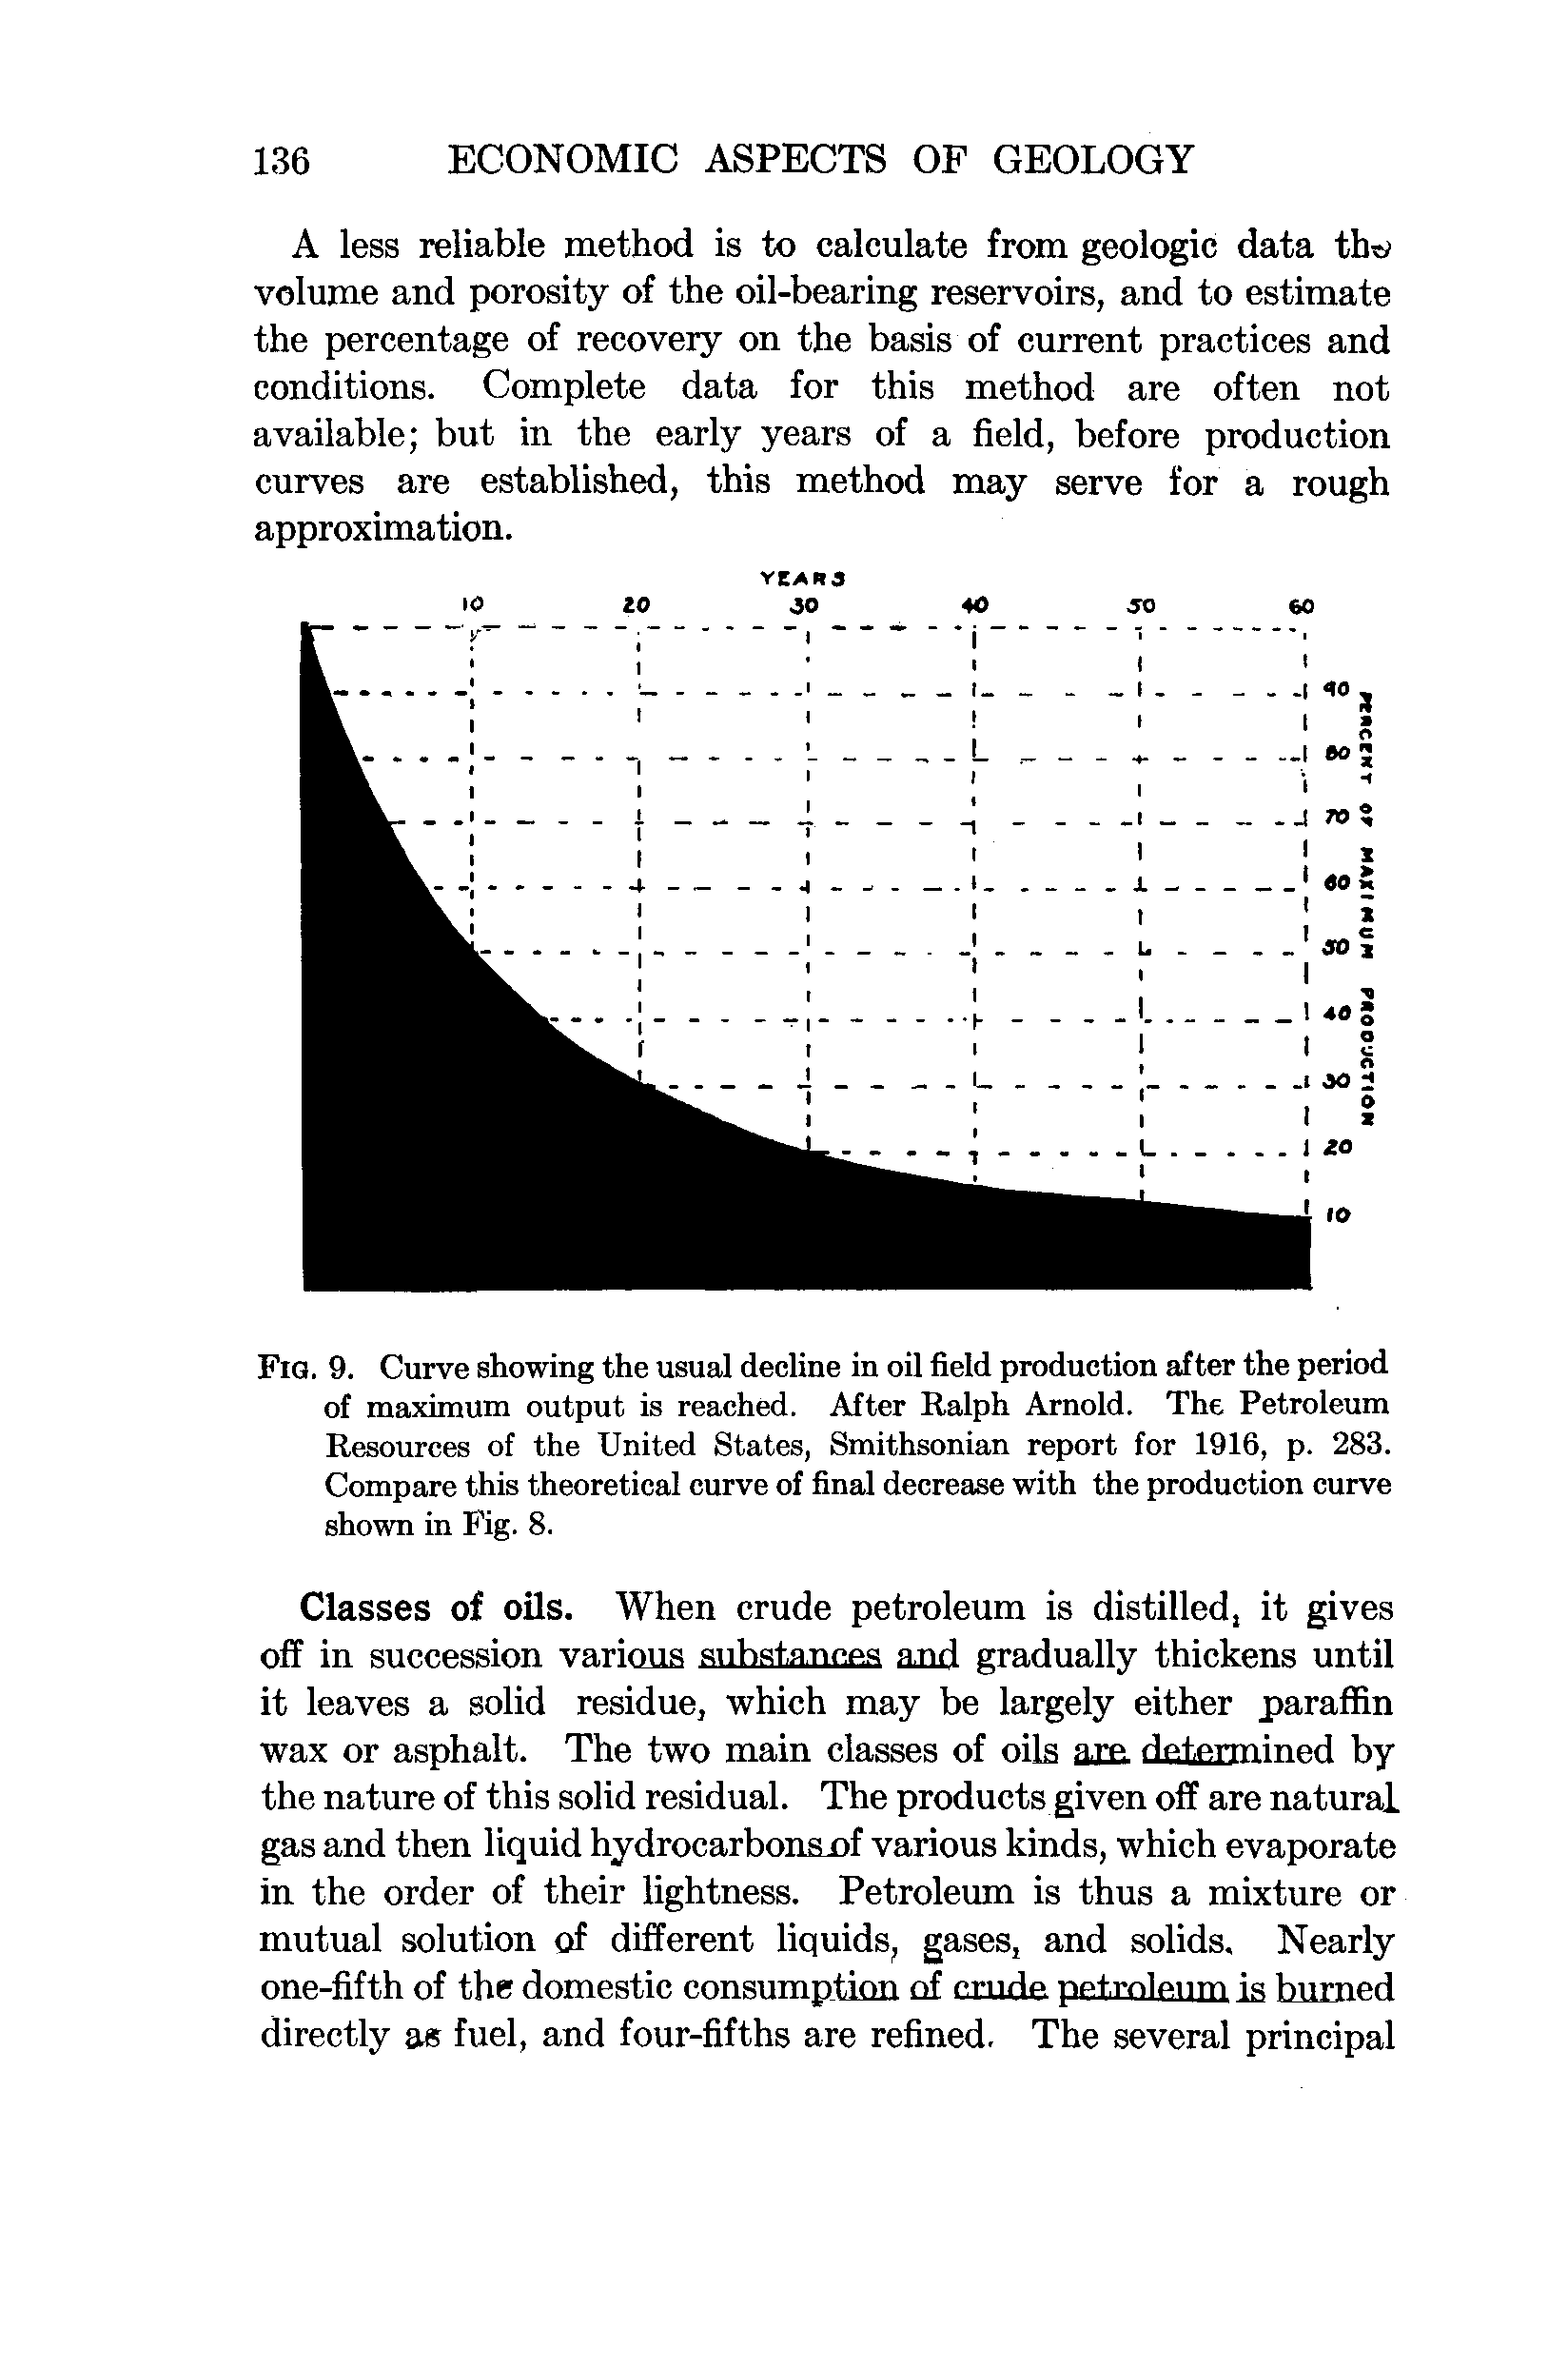 136 ECONOMIC ASPECTS OF GEOLOGY
A less reliable method is to calculate from geologic data the
volume and porosity of the oil-bearing reservoirs, and to estimate
the percentage of recovery on the basis of current practices and
conditions. Complete data for this method are often not
available; but in the early years of a field, before production
curves are established, this method may serve for a rough
approximation.
YEARS
10 20 30 40 50 60
90
80
70
60
50
40
30
20
10
PERCENT OF MAXIMUM PRODUCTION
FIG. 9. Curve showing the usual decline in oil field production after the period
of maximum output is reached. After Ralph Arnold. The Petroleum
Resources of the United States, Smithsonian report for 1916, p. 283.
Compare this theoretical curve of final decrease with the production curve
shown in Fig. 8.
Classes of oils. When crude petroleum is distilled, it gives
off in succession various substances and gradually thickens until
it leaves a solid residue, which may be largely either paraffin
wax or asphalt. The two main classes of oils are determined by
the nature of this solid residual. The products given off are natural
gas and then liquid hydrocarbons of various kinds, which evaporate
in the order of their lightness. Petroleum is thus a mixture or
mutual solution of different liquids, gases, and solids. Nearly
one-fifth of the domestic consumption of crude petroleum is burned
directly as fuel, and four-fifths are refined. The several principal